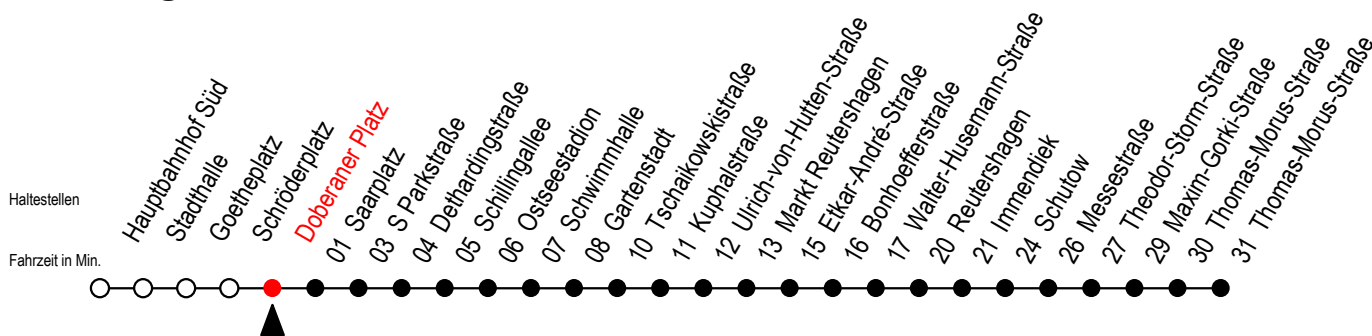 Haltestellen
Fahrzeit in Min.
Hauptbahnhof Süd
Stadthalle
Goetheplatz
Schröderplatz
Doberaner Platz
01 Saarplatz
03 S Parkstraße
04 Dethardingstraße
05 Schillingallee
06 Ostseestadion
07 Schwimmhalle
08 Gartenstadt
10 Tschaikowskistraße
11 Kuphalstraße
12 Ulrich-von-Hutten-Straße
13 Markt Reutershagen
15 Etkar-André-Straße
16 Bonhoefferstraße
17 Walter-Husemann-Straße
20 Reutershagen
21 Immendiek
24 Schutow
26 Messestraße
27 Theodor-Storm-Straße
29 Maxim-Gorki-Straße
30 Thomas-Morus-Straße
31 Thomas-Morus-Straße